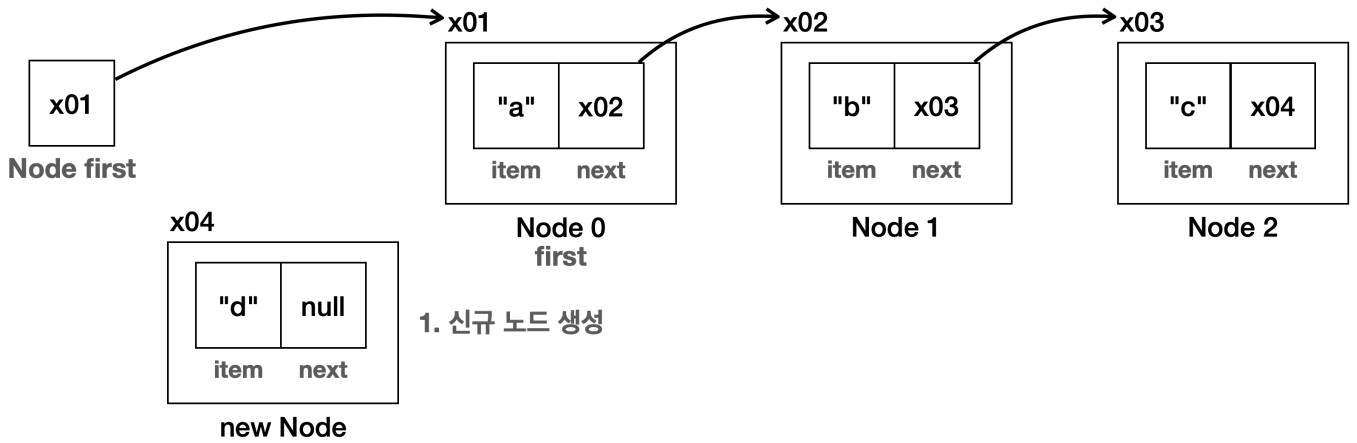 x01
x02
x03
x01
"a" x02
"b" x03
"c" x04
Node first
item next
item next
item next
x04
Node 0
first
Node 1
Node 2
"d" null
1. 신규 노드 생성
item next
new Node